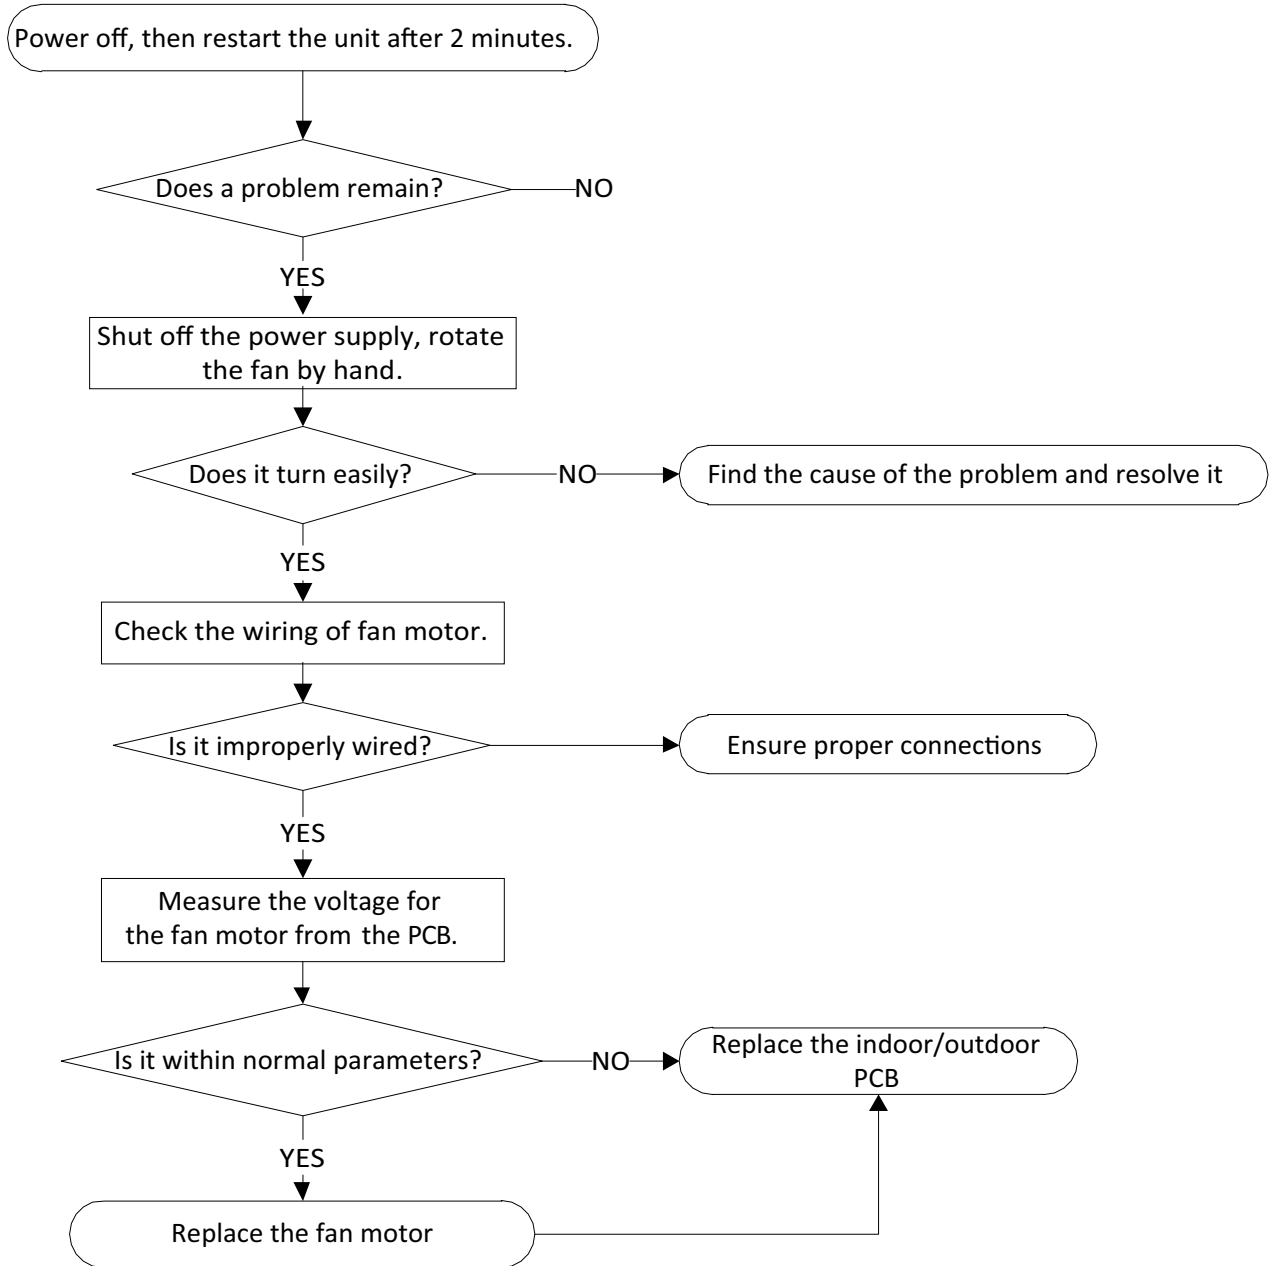 Power off, then restart the unit after 2 minutes.
Does a problem remain?
NO
YES
Shut off the power supply, rotate
the fan by hand.
Does it turn easily?
NO
Find the cause of the problem and resolve it
YES
Check the wiring of fan motor.
Is it improperly wired?
Ensure proper connections
YES
Measure the voltage for
the fan motor from the PCB.
Is it within normal parameters?
NO
Replace the indoor/outdoor
PCB
YES
Replace the fan motor